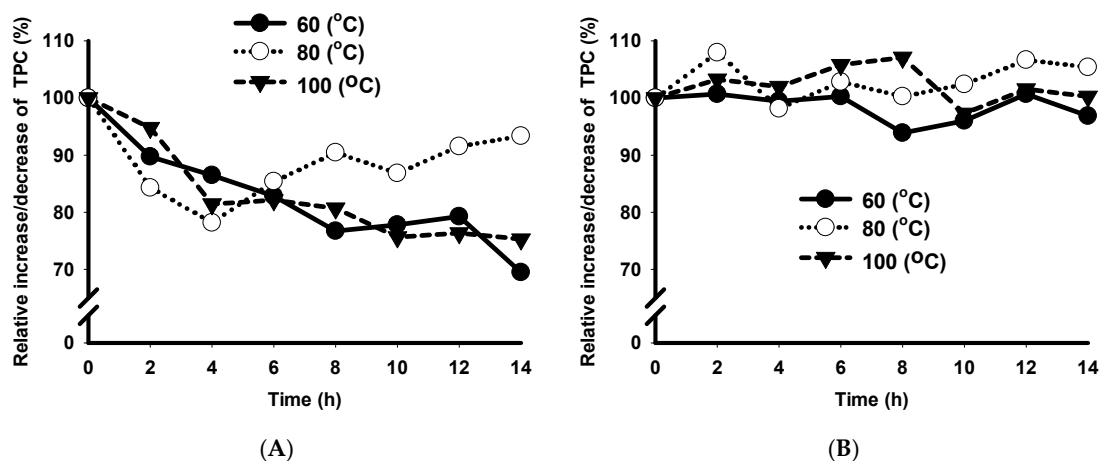 60 (°C)
80 (°C)
100 (°C)
Relative increase/decrease of TPC (%)
110
100
90
80
70
0
0 2 4 6 8 10 12 14
Time (h)
(A)
Relative increase/decrease of TPC (%)
110
100
90
80
70
0
60 (°C)
80 (°C)
100 (°C)
0 2 4 6 8 10 12 14
Time (h)
(B)